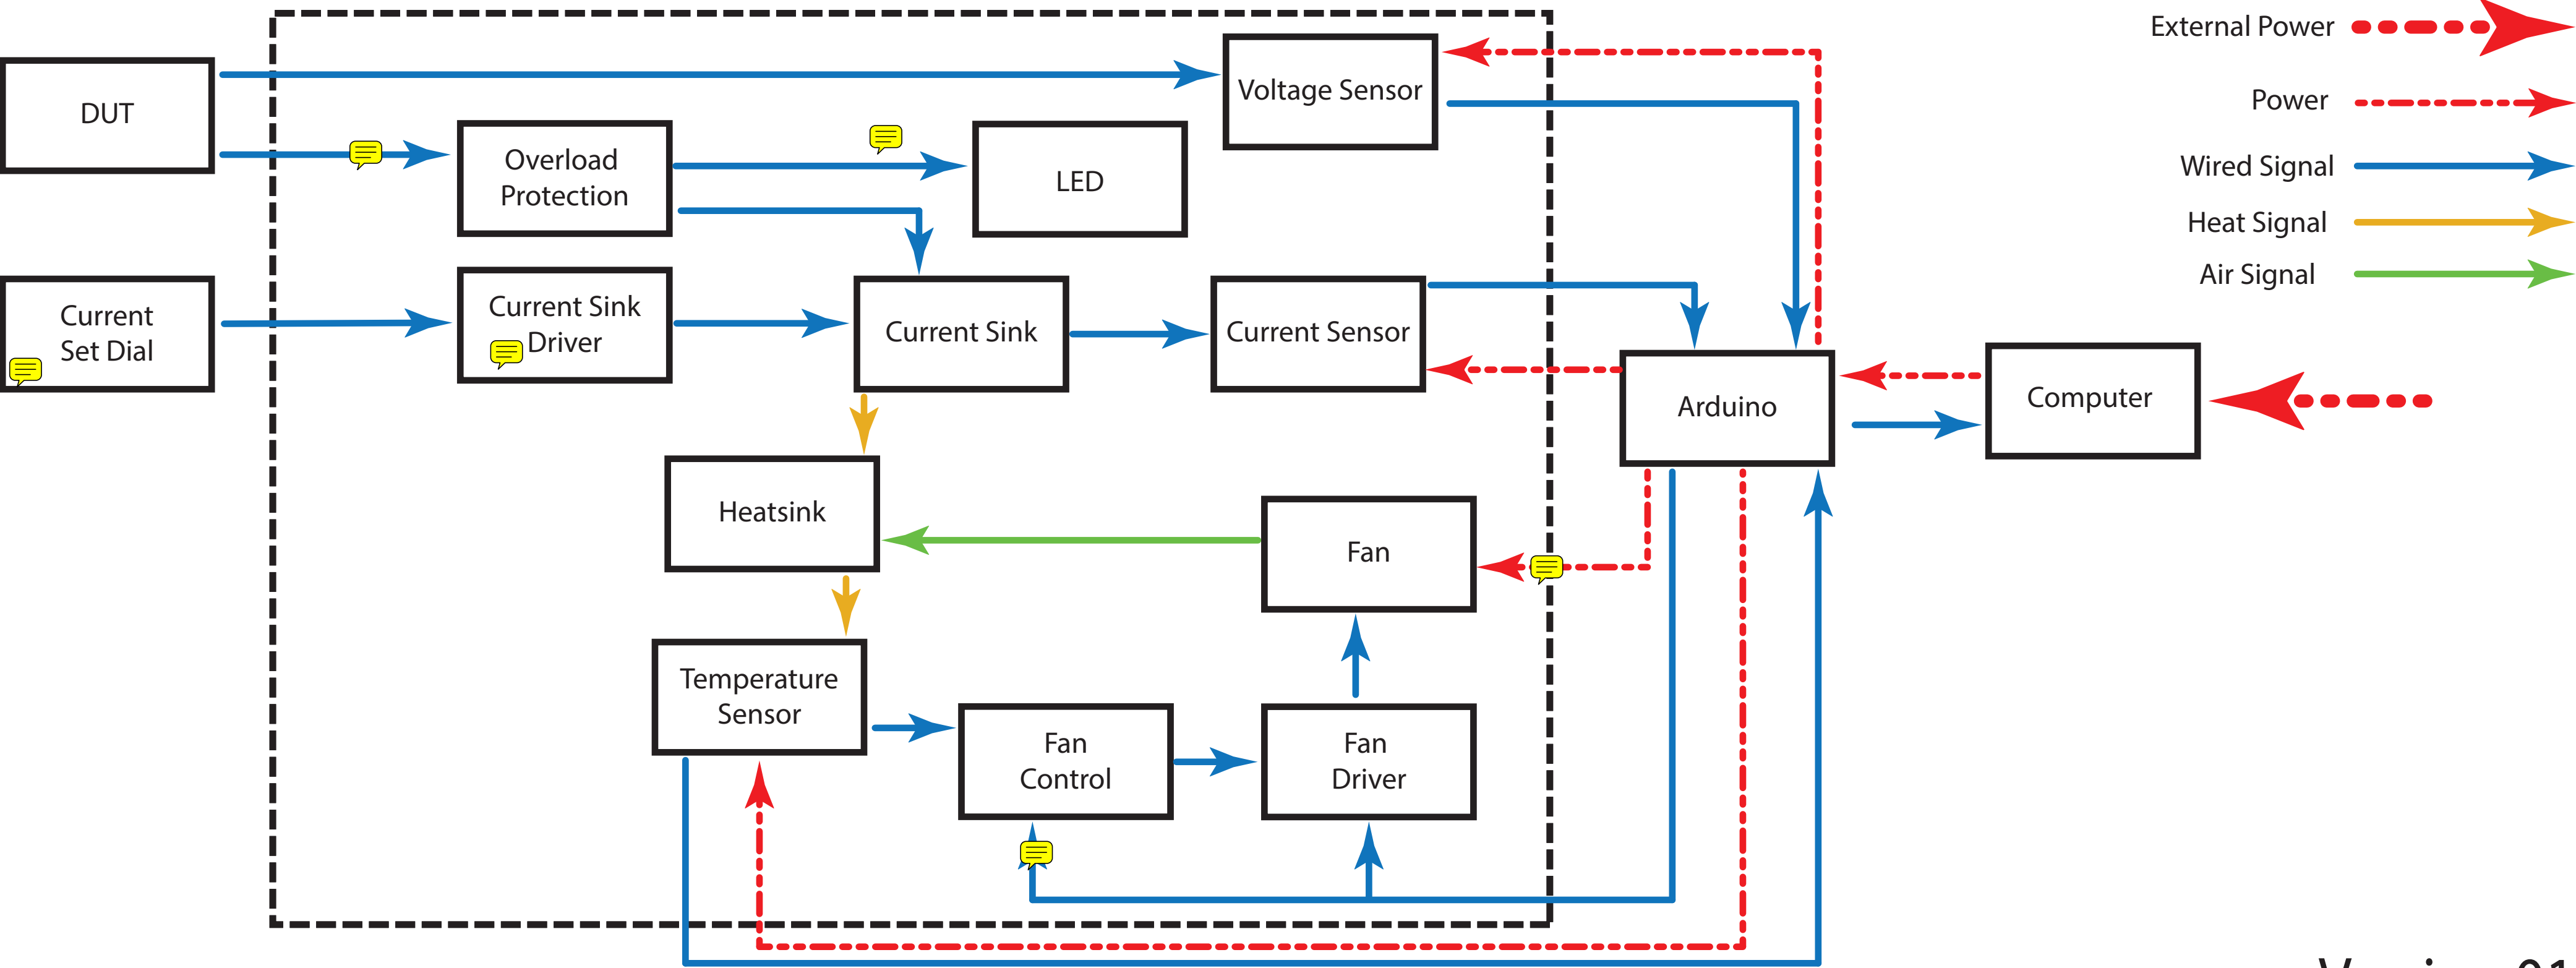 External Power
Power
Wired Signal
Heat Signal
Air Signal
DUT
Voltage Sensor
Overload
Protection
LED
Current
Set Dial
Current Sink
Driver
Current Sink
Current Sensor
Arduino
Computer
Heatsink
Fan
Temperature
Sensor
Fan
Control
Fan
Driver